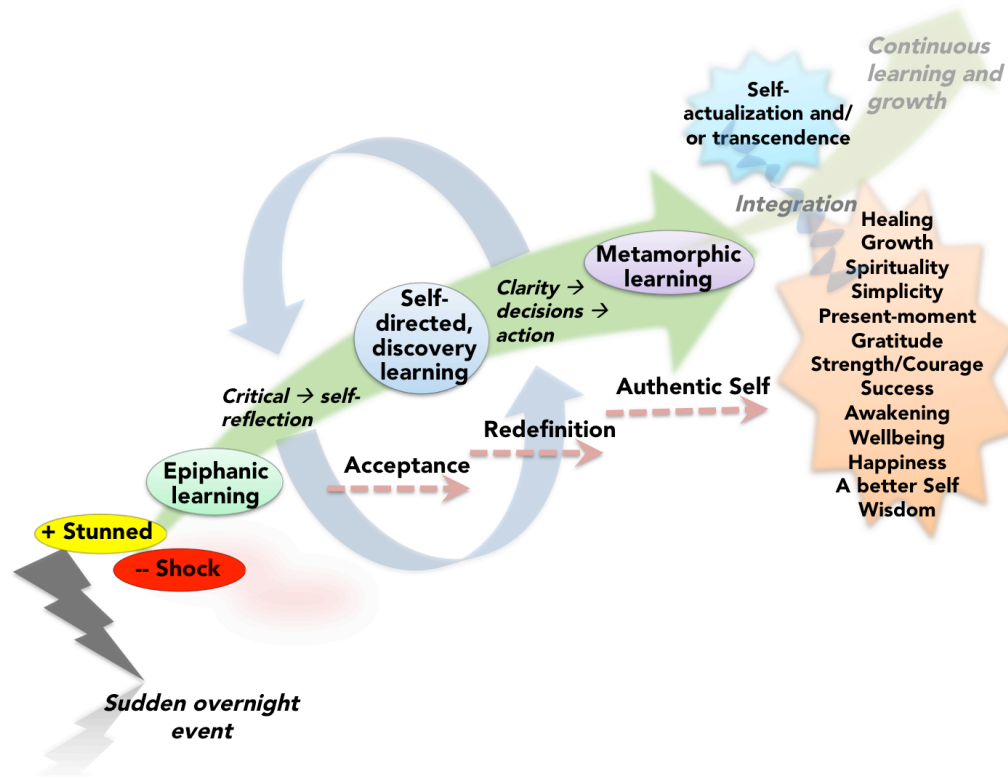 Continuous
learning and
growth
Self-
actualization and/
or transcendence
Integration
Healing
Growth
Spirituality
Simplicity
Present-moment
Gratitude
Strength/Courage
Success
Awakening
Wellbeing
Happiness
A better Self
Wisdom
Metamorphic
learning
Clarity →
decisions →
action
Self-
directed,
discovery
learning
Authentic Self
Critical → self-
reflection
Redefinition
Acceptance
Epiphanic
learning
+ Stunned
-- Shock
Sudden overnight
event